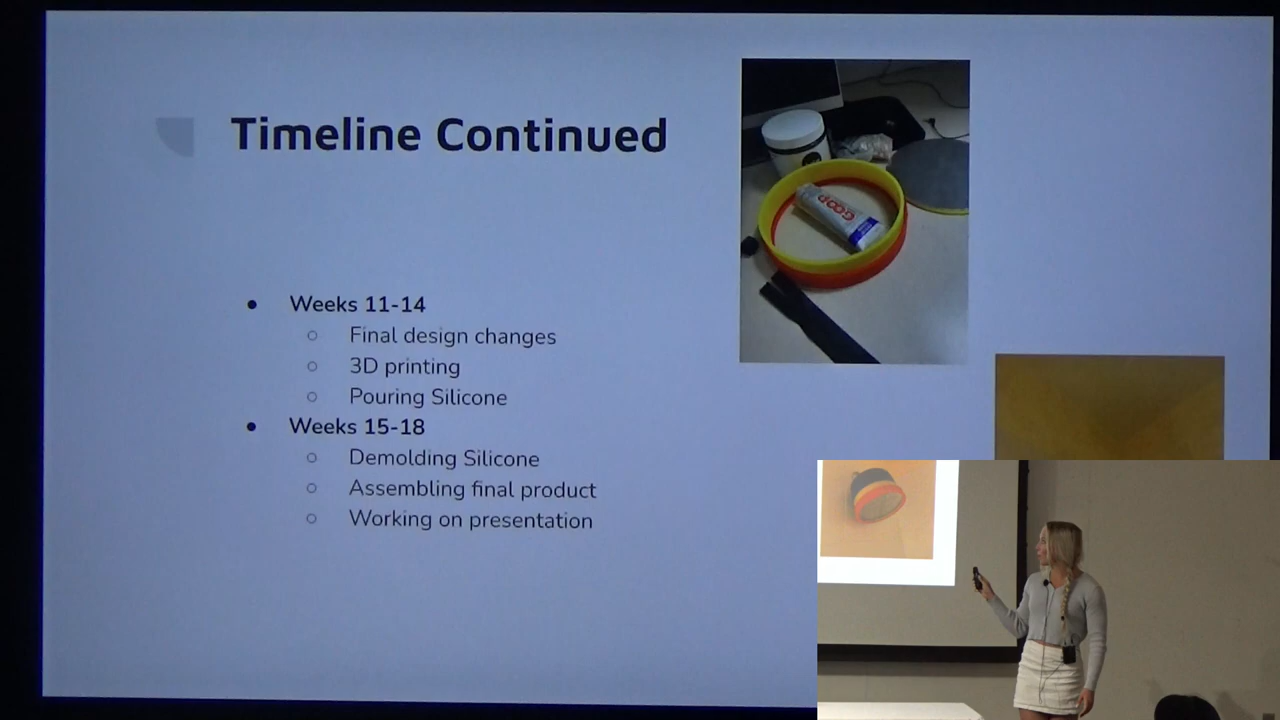 Timeline Continued
Weeks 11-14
Final design changes
3D printing
Pouring Silicone
Weeks 15-18
Demolding Silicone
Assembling final product
Working on presentation
GOOP